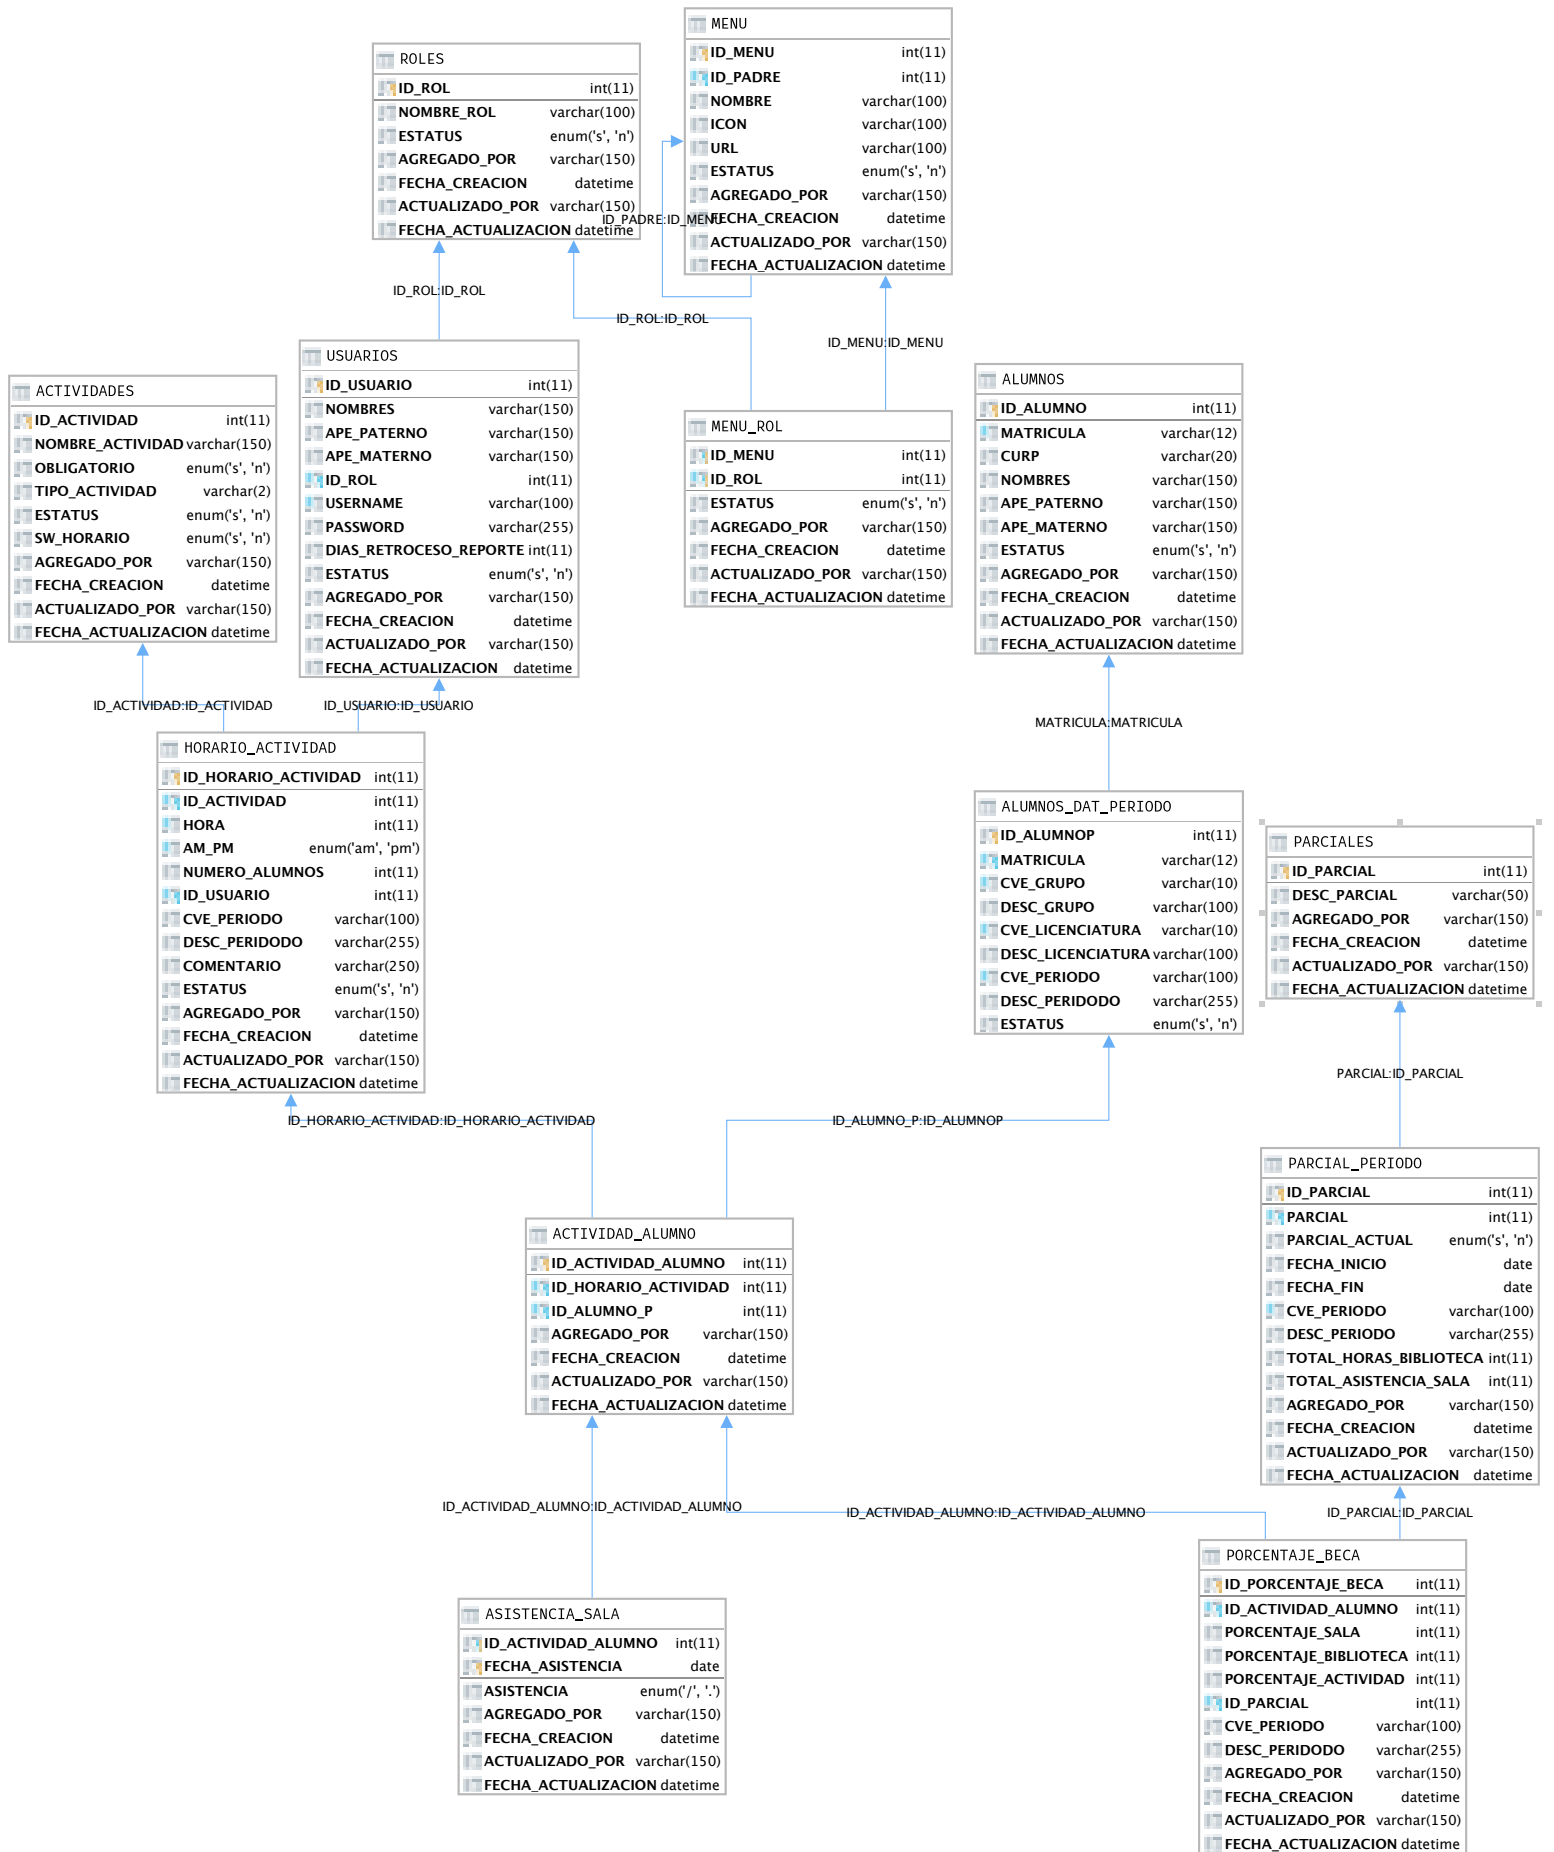 MENU
ID_MENU int(11)
ID_PADRE int(11)
NOMBRE varchar(100)
ICON varchar(100)
URL varchar(100)
ESTATUS enum('s', 'n')
AGREGADO_POR varchar(150)
FECHA_CREACION datetime
ACTUALIZADO_POR varchar(150)
FECHA_ACTUALIZACION datetime
ROLES
ID_ROL int(11)
NOMBRE_ROL varchar(100)
ESTATUS enum('s', 'n')
AGREGADO_POR varchar(150)
FECHA_CREACION datetime
ACTUALIZADO_POR varchar(150)
FECHA_ACTUALIZACION datetime
ID_PADRE:ID_MENU
ID_ROL:ID_ROL
ID_ROL:ID_ROL
ID_MENU:ID_MENU
USUARIOS
ID_USUARIO int(11)
NOMBRES varchar(150)
APE_PATERNO varchar(150)
APE_MATERNO varchar(150)
ID_ROL int(11)
USERNAME varchar(100)
PASSWORD varchar(255)
DIAS_RETROCESO_REPORTE int(11)
ESTATUS enum('s', 'n')
AGREGADO_POR varchar(150)
FECHA_CREACION datetime
ACTUALIZADO_POR varchar(150)
FECHA_ACTUALIZACION datetime
ACTIVIDADES
ID_ACTIVIDAD int(11)
NOMBRE_ACTIVIDAD varchar(150)
OBLIGATORIO enum('s', 'n')
TIPO_ACTIVIDAD varchar(2)
ESTATUS enum('s', 'n')
SW_HORARIO enum('s', 'n')
AGREGADO_POR varchar(150)
FECHA_CREACION datetime
ACTUALIZADO_POR varchar(150)
FECHA_ACTUALIZACION datetime
MENU_ROL
ID_MENU int(11)
ID_ROL int(11)
ESTATUS enum('s', 'n')
AGREGADO_POR varchar(150)
FECHA_CREACION datetime
ACTUALIZADO_POR varchar(150)
FECHA_ACTUALIZACION datetime
ALUMNOS
ID_ALUMNO int(11)
MATRICULA varchar(12)
CURP varchar(20)
NOMBRES varchar(150)
APE_PATERNO varchar(150)
APE_MATERNO varchar(150)
ESTATUS enum('s', 'n')
AGREGADO_POR varchar(150)
FECHA_CREACION datetime
ACTUALIZADO_POR varchar(150)
FECHA_ACTUALIZACION datetime
ID_ACTIVIDAD:ID_ACTIVIDAD
ID_USUARIO:ID_USUARIO
MATRICULA:MATRICULA
HORARIO_ACTIVIDAD
ID_HORARIO_ACTIVIDAD int(11)
ID_ACTIVIDAD int(11)
HORA int(11)
AM_PM enum('am', 'pm')
NUMERO_ALUMNOS int(11)
ID_USUARIO int(11)
CVE_PERIODO varchar(100)
DESC_PERIDODO varchar(255)
COMENTARIO varchar(250)
ESTATUS enum('s', 'n')
AGREGADO_POR varchar(150)
FECHA_CREACION datetime
ACTUALIZADO_POR varchar(150)
FECHA_ACTUALIZACION datetime
ALUMNOS_DAT_PERIODO
ID_ALUMNOP int(11)
MATRICULA varchar(12)
CVE_GRUPO varchar(10)
DESC_GRUPO varchar(100)
CVE_LICENCIATURA varchar(10)
DESC_LICENCIATURA varchar(100)
CVE_PERIODO varchar(100)
DESC_PERIDODO varchar(255)
ESTATUS enum('s', 'n')
PARCIALES
ID_PARCIAL int(11)
DESC_PARCIAL varchar(50)
AGREGADO_POR varchar(150)
FECHA_CREACION datetime
ACTUALIZADO_POR varchar(150)
FECHA_ACTUALIZACION datetime
PARCIAL:ID_PARCIAL
ID_HORARIO_ACTIVIDAD:ID_HORARIO_ACTIVIDAD
ID_ALUMNO_P:ID_ALUMNOP
PARCIAL_PERIODO
ID_PARCIAL int(11)
PARCIAL int(11)
PARCIAL_ACTUAL enum('s', 'n')
FECHA_INICIO date
FECHA_FIN date
CVE_PERIODO varchar(100)
DESC_PERIODO varchar(255)
TOTAL_HORAS_BIBLIOTECA int(11)
TOTAL_ASISTENCIA_SALA int(11)
AGREGADO_POR varchar(150)
FECHA_CREACION datetime
ACTUALIZADO_POR varchar(150)
FECHA_ACTUALIZACION datetime
ACTIVIDAD_ALUMNO
ID_ACTIVIDAD_ALUMNO int(11)
ID_HORARIO_ACTIVIDAD int(11)
ID_ALUMNO_P int(11)
AGREGADO_POR varchar(150)
FECHA_CREACION datetime
ACTUALIZADO_POR varchar(150)
FECHA_ACTUALIZACION datetime
ID_ACTIVIDAD_ALUMNO:ID_ACTIVIDAD_ALUMNO
ID_ACTIVIDAD_ALUMNO:ID_ACTIVIDAD_ALUMNO
ID_PARCIAL:ID_PARCIAL
ASISTENCIA_SALA
ID_ACTIVIDAD_ALUMNO int(11)
FECHA_ASISTENCIA date
ASISTENCIA enum('/', '.')
AGREGADO_POR varchar(150)
FECHA_CREACION datetime
ACTUALIZADO_POR varchar(150)
FECHA_ACTUALIZACION datetime
PORCENTAJE_BECA
ID_PORCENTAJE_BECA int(11)
ID_ACTIVIDAD_ALUMNO int(11)
PORCENTAJE_SALA int(11)
PORCENTAJE_BIBLIOTECA int(11)
PORCENTAJE_ACTIVIDAD int(11)
ID_PARCIAL int(11)
CVE_PERIODO varchar(100)
DESC_PERIDODO varchar(255)
AGREGADO_POR varchar(150)
FECHA_CREACION datetime
ACTUALIZADO_POR varchar(150)
FECHA_ACTUALIZACION datetime